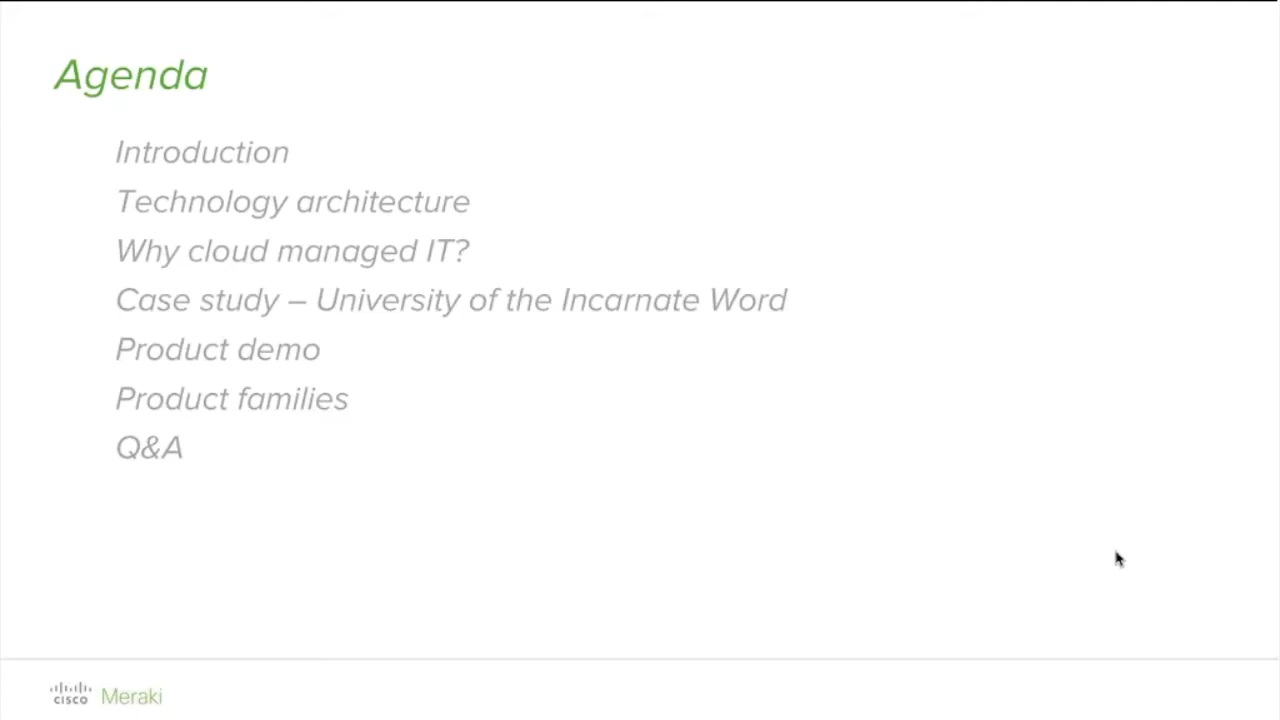 Agenda
Introduction
Technology architecture
Why cloud managed IT?
Case study – University of the Incarnate Word
Product demo
Product families
Q&A
cisco Meraki